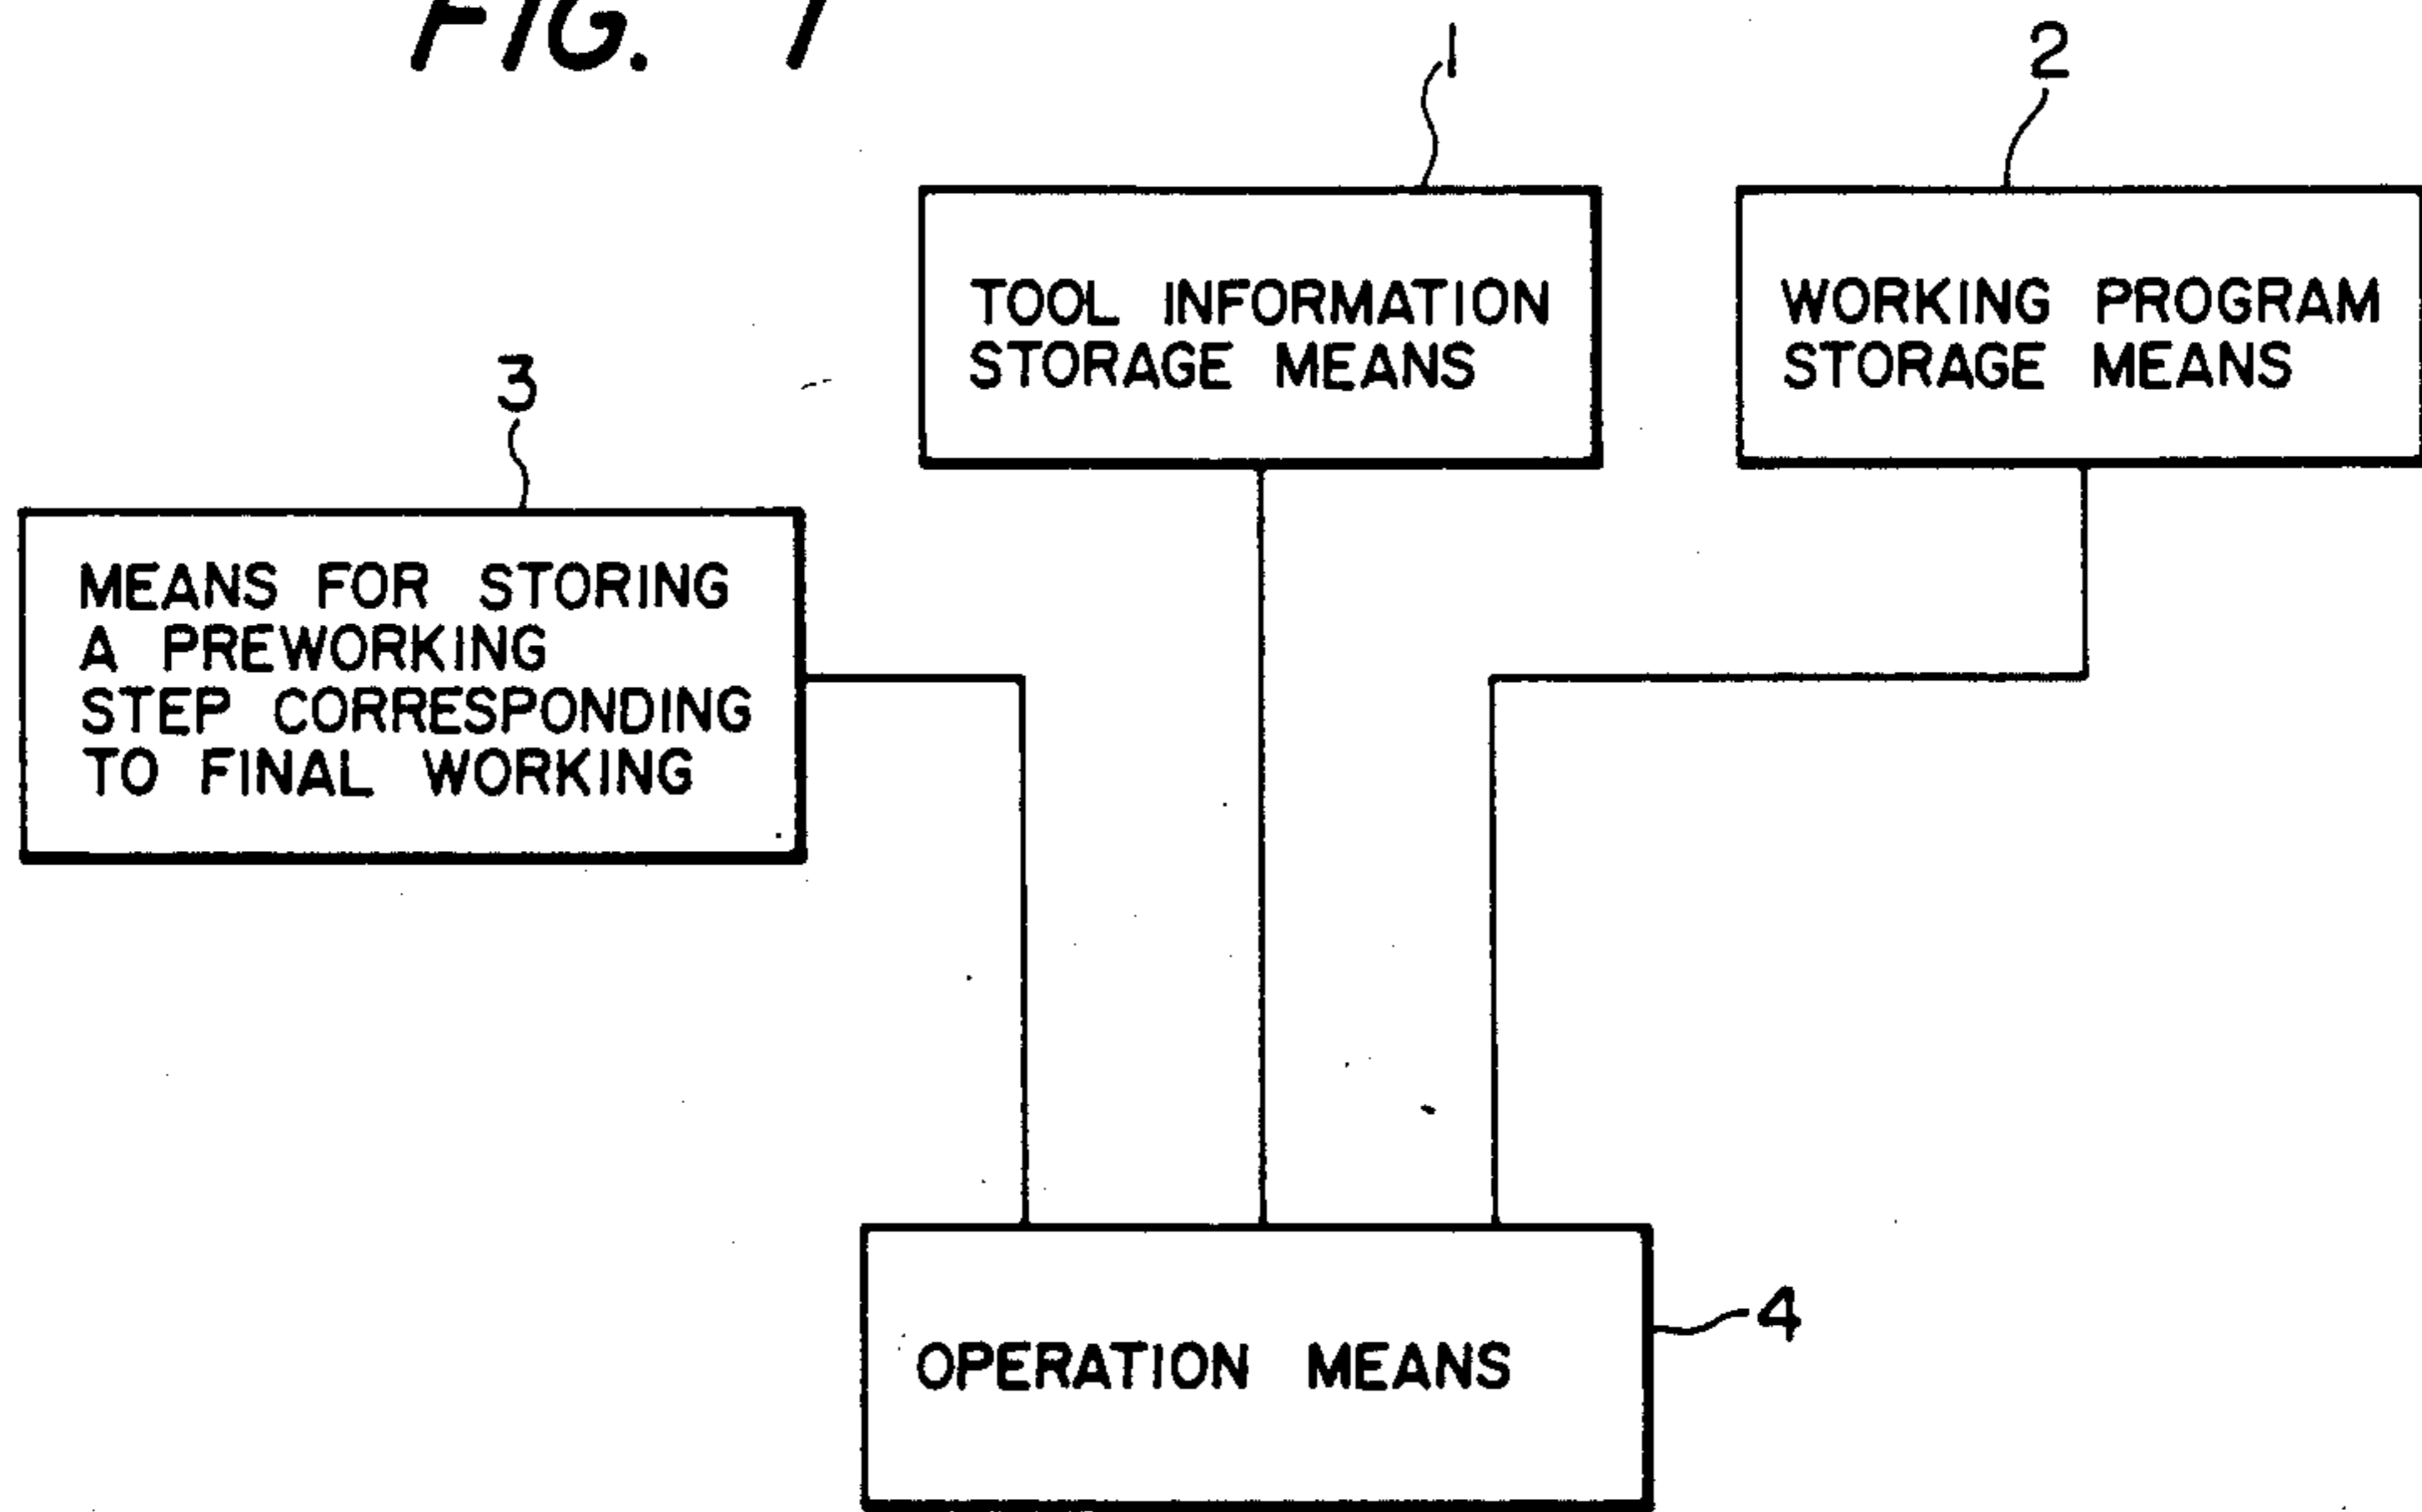 FIG. 1
1
2
TOOL INFORMATION
STORAGE MEANS
WORKING PROGRAM
STORAGE MEANS
3
MEANS FOR STORING
A PREWORKING
STEP CORRESPONDING
TO FINAL WORKING
OPERATION MEANS
4